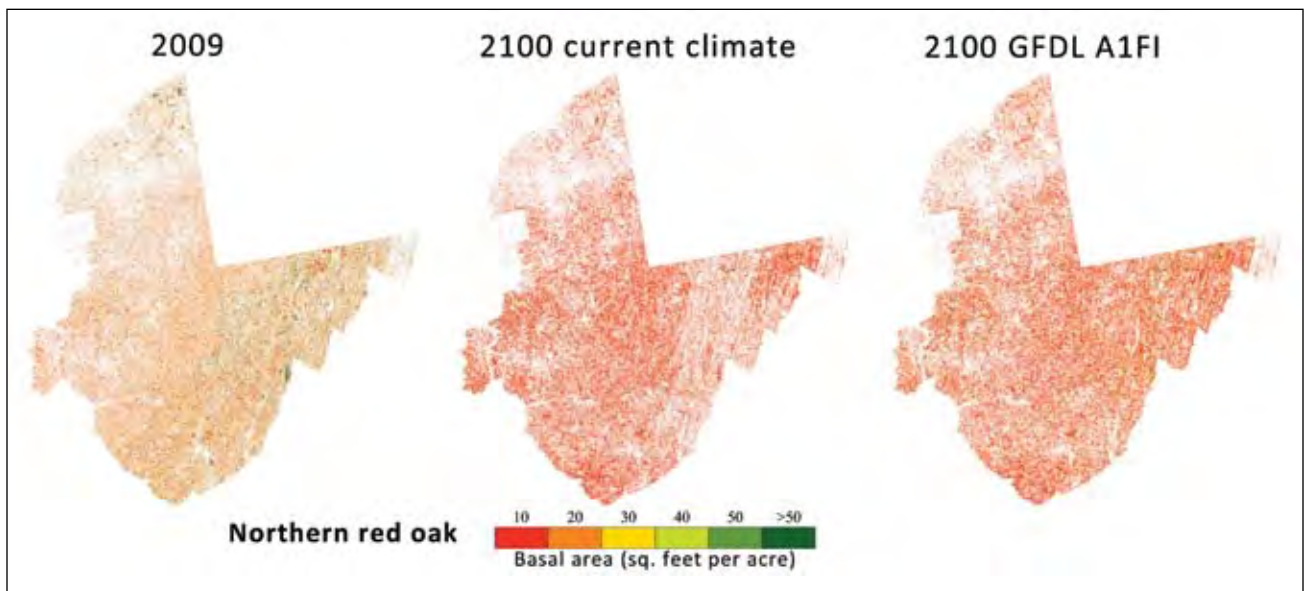 2009
2100 current climate
2100 GFDL A1FI
Northern red oak
10 20 30 40 50 >50
Basal area (sq. feet per acre)